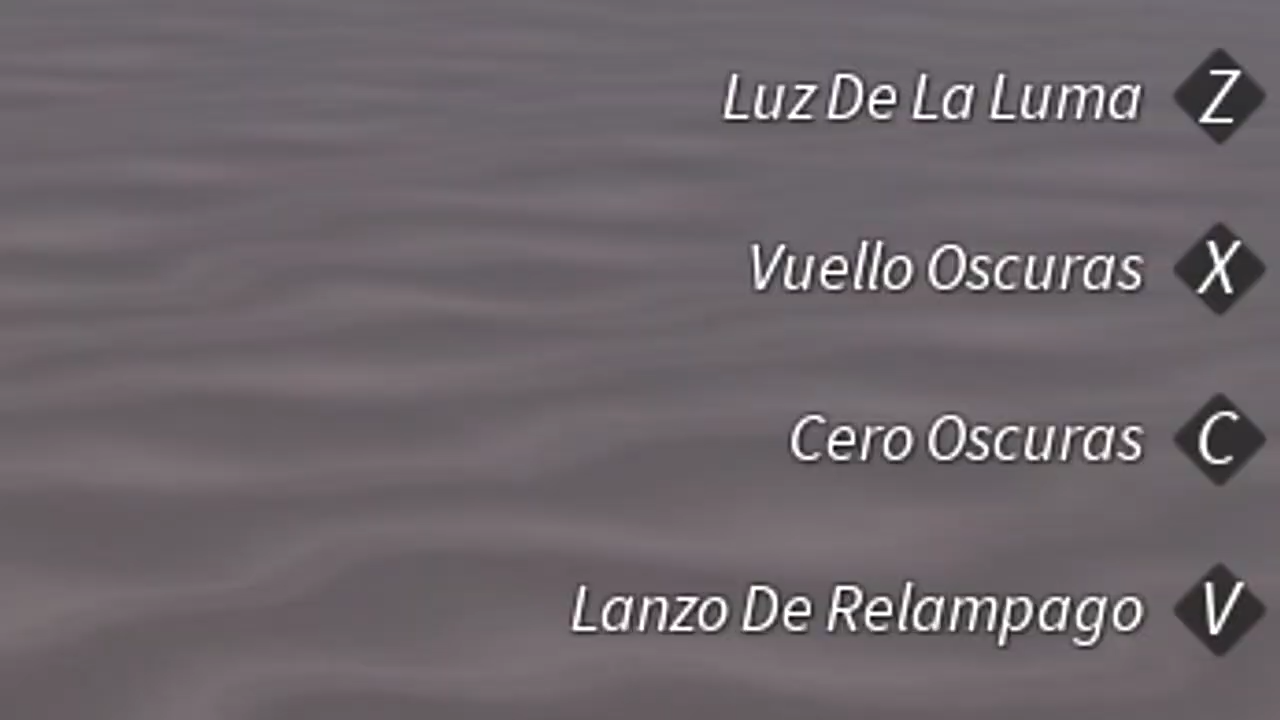 Luz De La Luma Z
Vuello Oscuras X
Cero Oscuras C
Lanzo De Relampago V